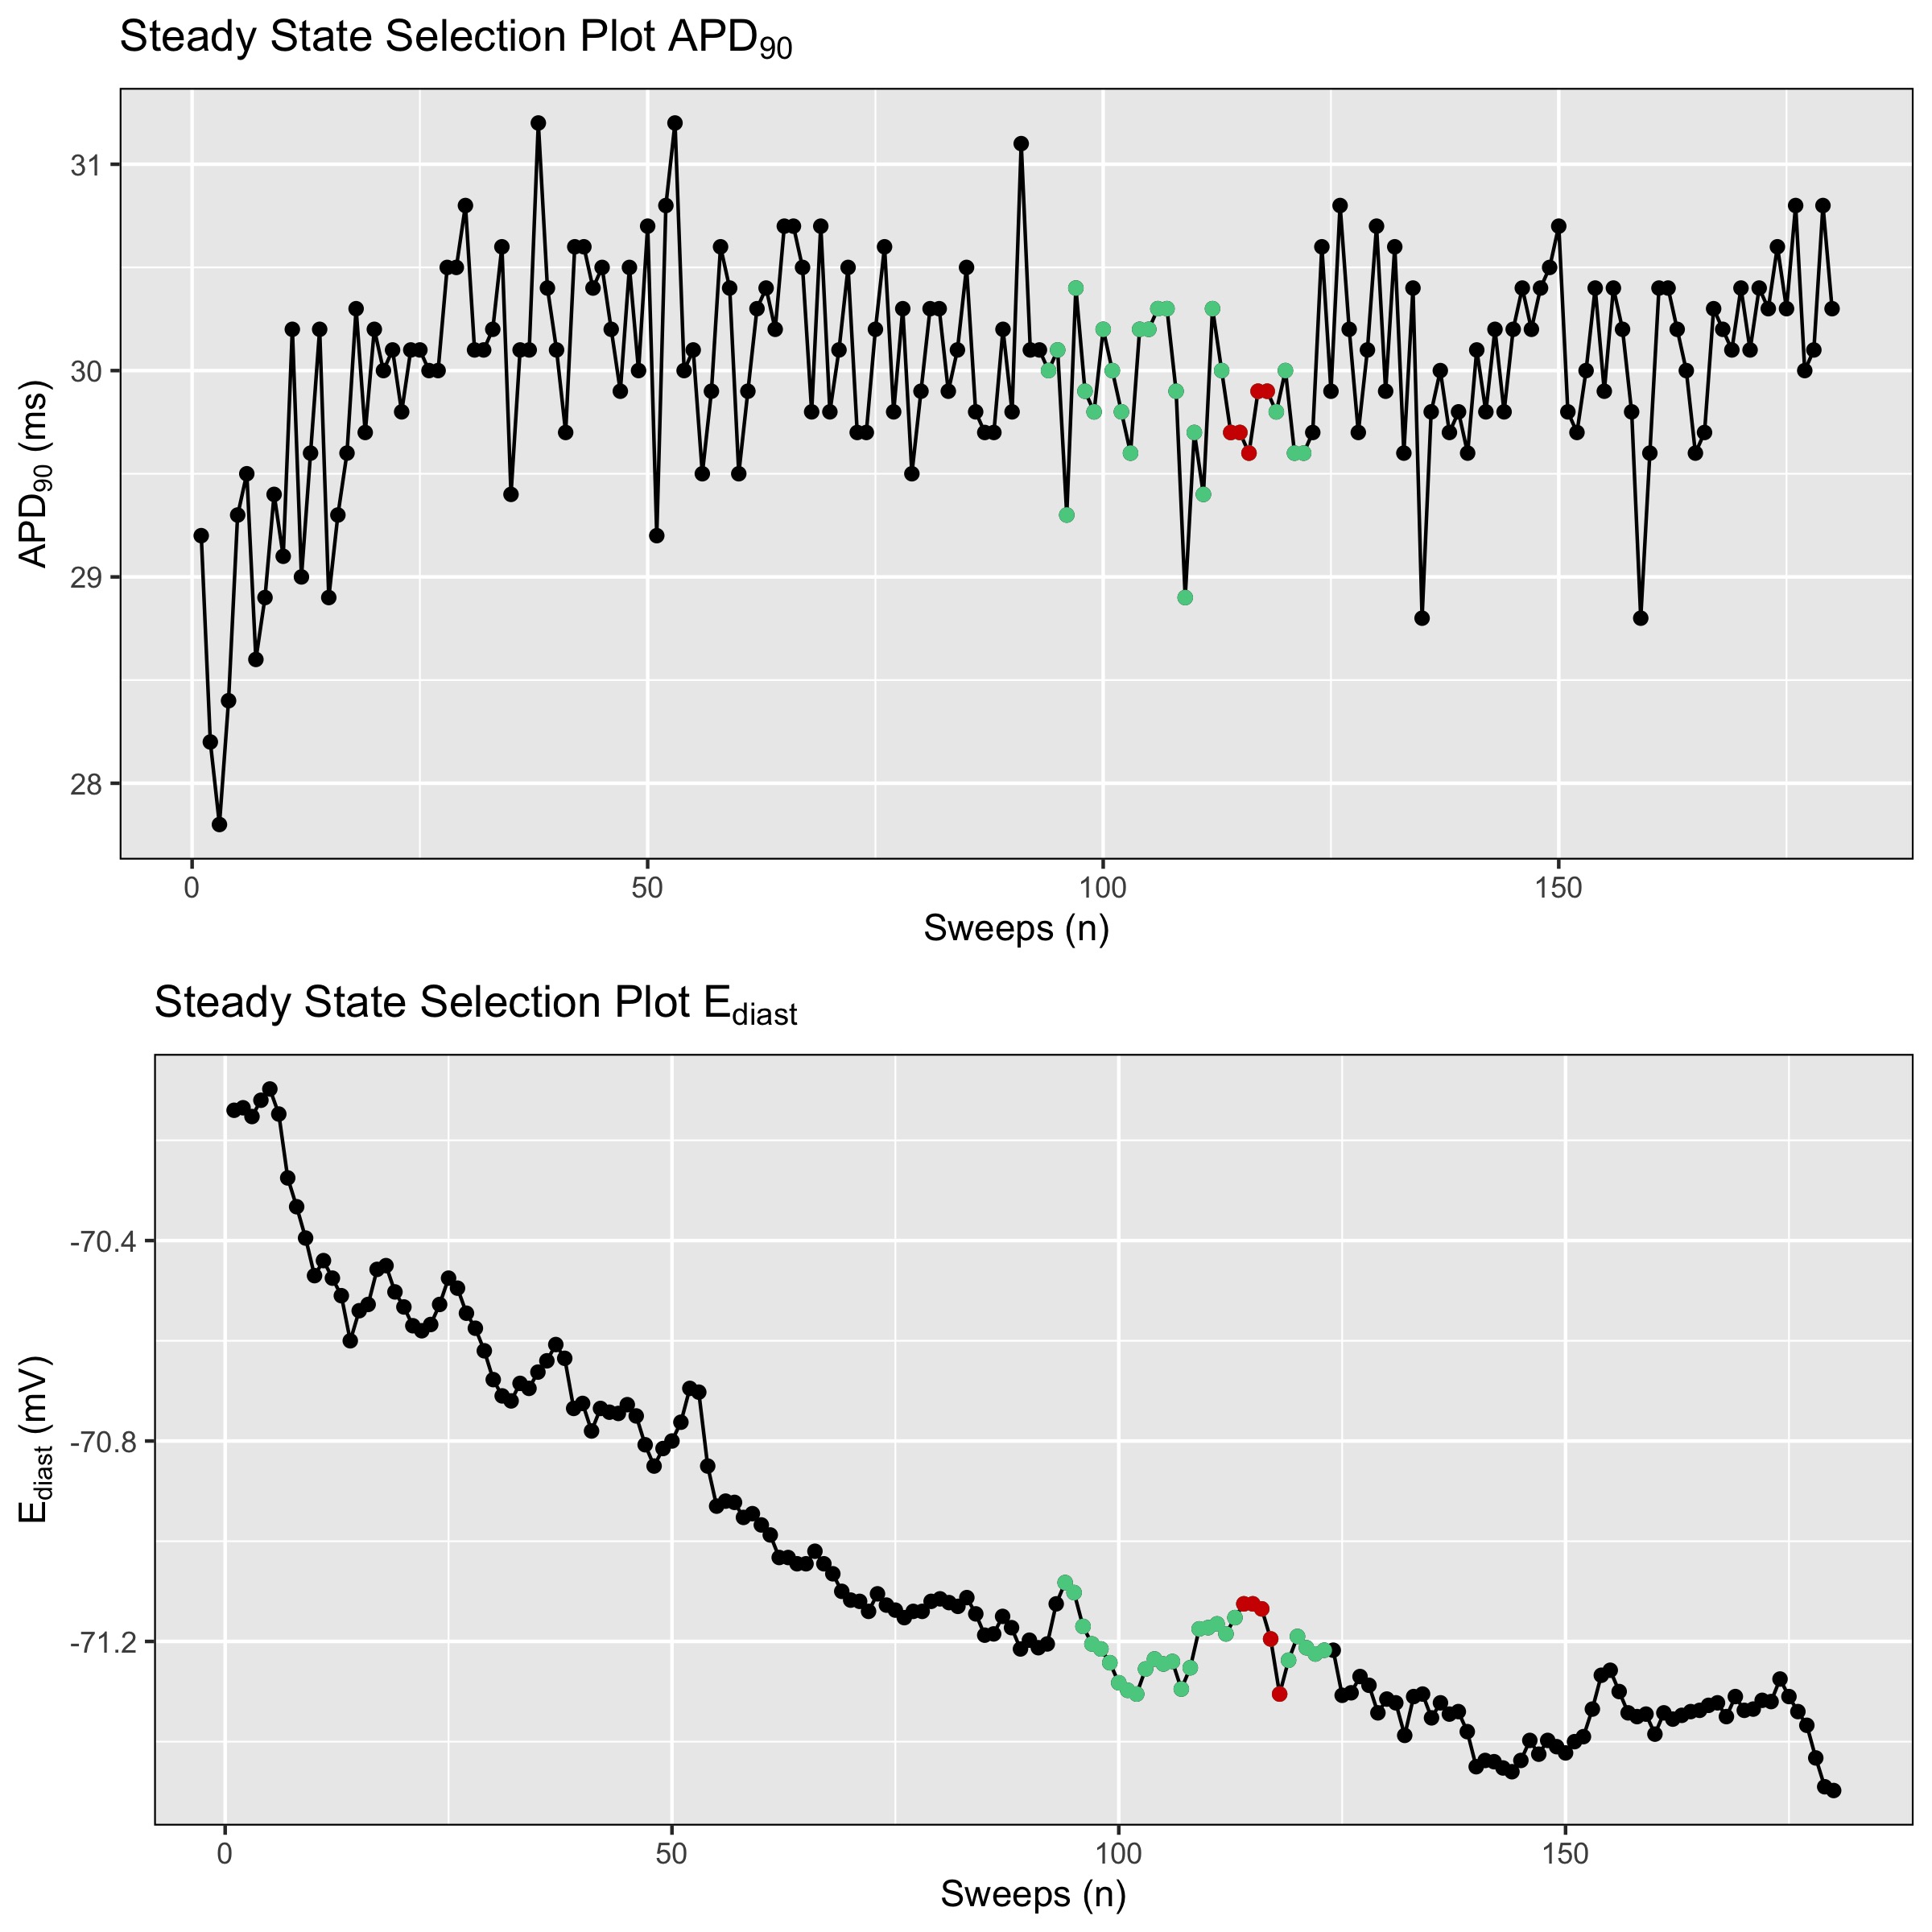 Steady State Selection Plot APD90
31
30
29
28
APD90 (ms)
0 50 100 150
Sweeps (n)
Steady State Selection Plot Ediast
-70.4
-70.8
-71.2
Ediast (mV)
0 50 100 150
Sweeps (n)